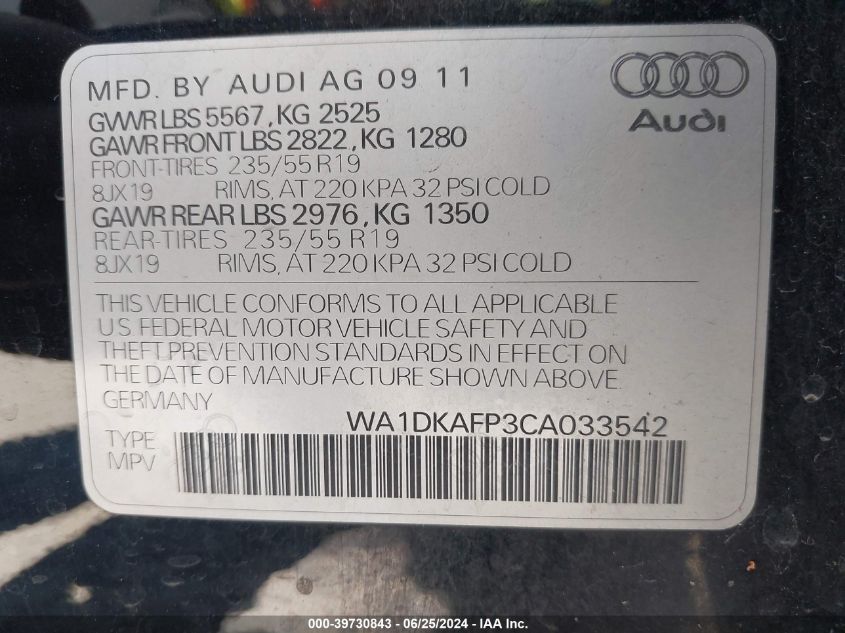 MFD. BY AUDI AG 09 11
GVWR LBS 5567, KG 2525
GAWR FRONT LBS 2822, KG 1280
FRONT-TIRES 235/55 R19
8JX19 RIMS, AT 220 KPA 32 PSI COLD
GAWR REAR LBS 2976, KG 1350
REAR-TIRES 235/55 R19
8JX19 RIMS, AT 220 KPA 32 PSI COLD
Audi
THIS VEHICLE CONFORMS TO ALL APPLICABLE
U.S. FEDERAL MOTOR VEHICLE SAFETY AND
THEFT PREVENTION STANDARDS IN EFFECT ON
THE DATE OF MANUFACTURE SHOWN ABOVE.
GERMANY
WA1DKAFP3CA033542
TYPE
MPV
000-39730843 / 06/25/2024 - IAA Inc.